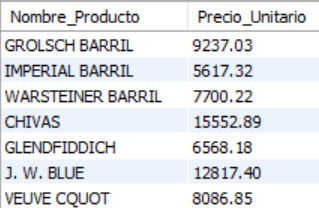 Nombre_Producto Precio_Unitario
GROLSCH BARRIL 9237.03
IMPERIAL BARRIL 5617.32
WARSTEINER BARRIL 7700.22
CHIVAS 15552.89
GLENDFIDDICH 6568.18
J. W. BLUE 12817.40
VEUVE CQUOT 8086.85